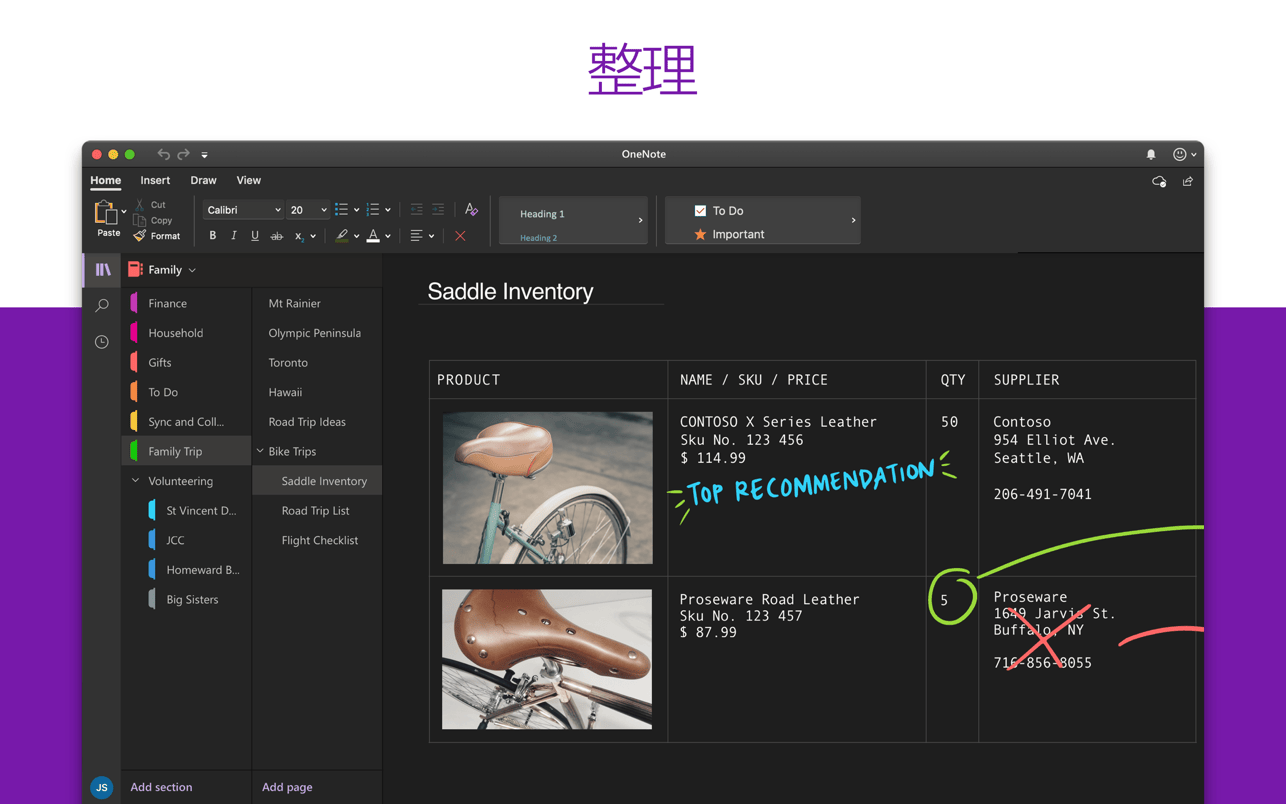 整理
OneNote
Home Insert Draw View
Paste
Cut
Copy
Format
Calibri 20
B I U ab x₂ A
Heading 1
Heading 2
To Do
Important
Family
Finance
Household
Gifts
To Do
Sync and Coll...
Family Trip
Volunteering
St Vincent D...
JCC
Homeward B...
Big Sisters
Add section
JS
Mt Rainier
Olympic Peninsula
Toronto
Hawaii
Road Trip Ideas
Bike Trips
Saddle Inventory
Road Trip List
Flight Checklist
Add page
Saddle Inventory
PRODUCT NAME / SKU / PRICE QTY SUPPLIER
CONTOSO X Series Leather
Sku No. 123 456
$ 114.99
TOP RECOMMENDATION
50
Contoso
954 Elliot Ave.
Seattle, WA
206-491-7041
Proseware Road Leather
Sku No. 123 457
$ 87.99
5
Proseware
1649 Jarvis St.
Buffalo, NY
716-856-8055